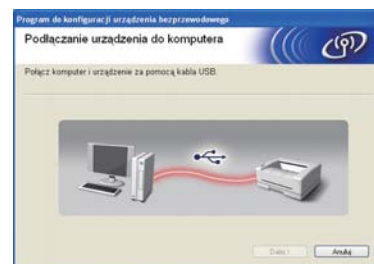 Program do konfiguracji urządzenia bezprzewodowego
Podłączanie urządzenia do komputera
Połącz komputer i urządzenie za pomocą kabla USB.
Dalej >
Anuluj